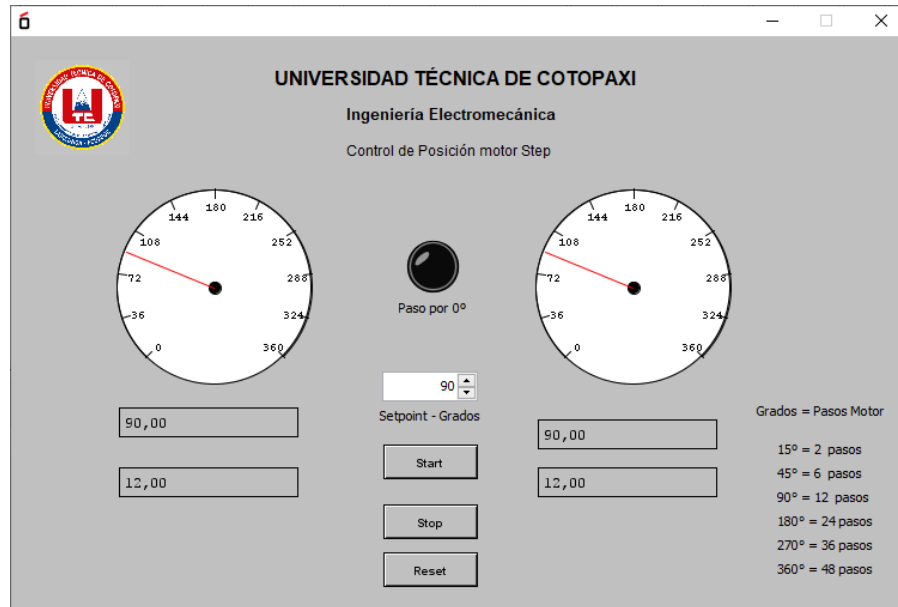 UNIVERSIDAD TÉCNICA DE COTOPAXI
Ingeniería Electromecánica
Control de Posición motor Step
0
36
72
108
144
180
216
252
288
324
360
Paso por 0º
0
36
72
108
144
180
216
252
288
324
360
90
Setpoint - Grados
90,00
12,00
Start
Stop
Reset
90,00
12,00
Grados = Pasos Motor
15º = 2 pasos
45º = 6 pasos
90° = 12 pasos
180° = 24 pasos
270° = 36 pasos
360° = 48 pasos